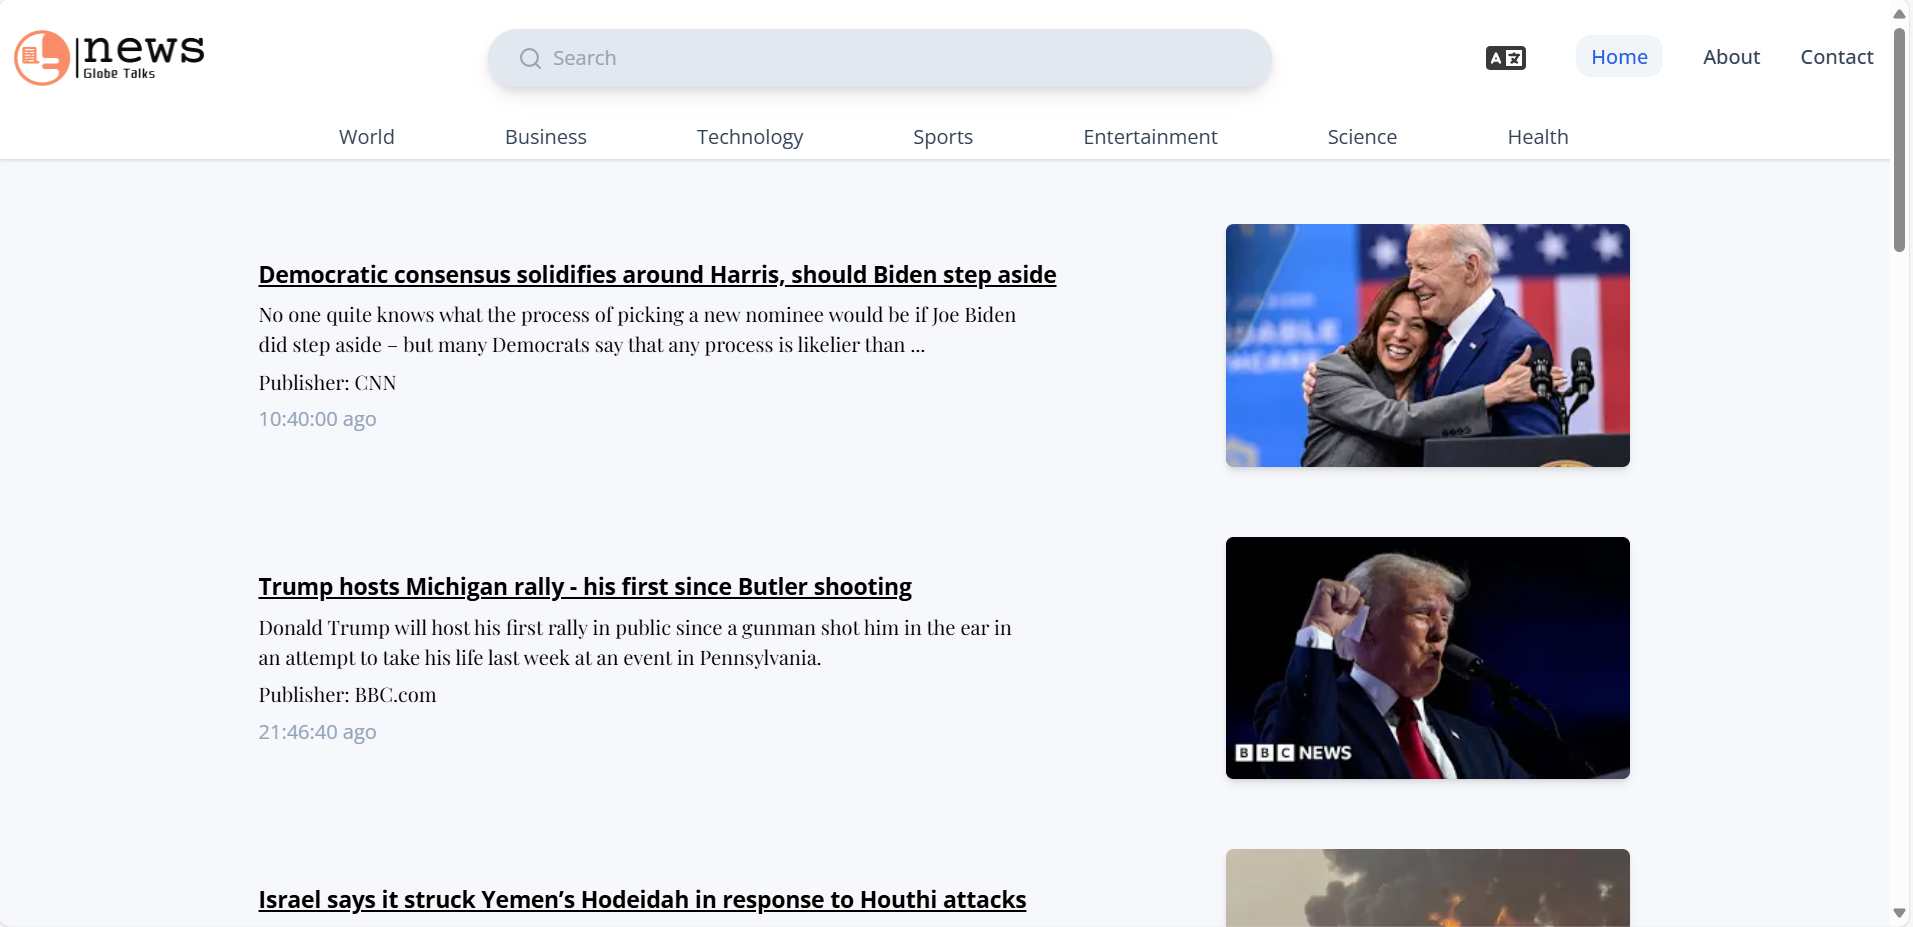 news
Globe Talks
Search
Home
About
Contact
World
Business
Technology
Sports
Entertainment
Science
Health
Democratic consensus solidifies around Harris, should Biden step aside
No one quite knows what the process of picking a new nominee would be if Joe Biden
did step aside – but many Democrats say that any process is likelier than ...
Publisher: CNN
10:40:00 ago
Trump hosts Michigan rally - his first since Butler shooting
Donald Trump will host his first rally in public since a gunman shot him in the ear in
an attempt to take his life last week at an event in Pennsylvania.
Publisher: BBC.com
21:46:40 ago
BBC NEWS
Israel says it struck Yemen’s Hodeidah in response to Houthi attacks